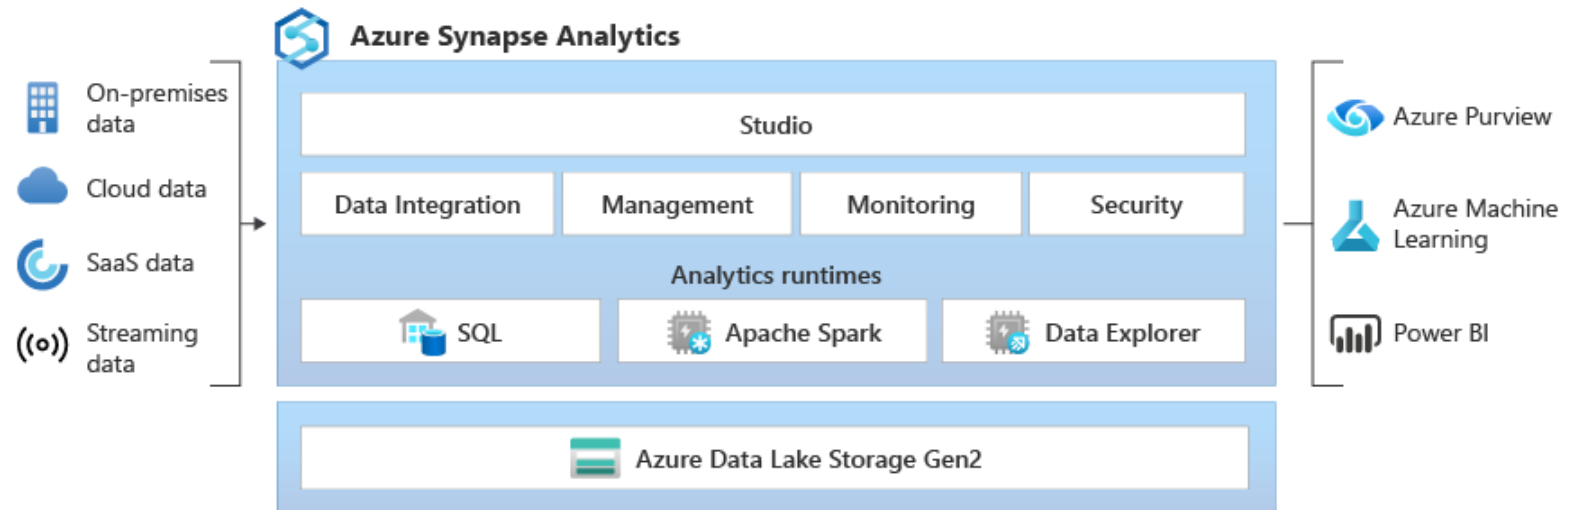 Azure Synapse Analytics
On-premises
data
Cloud data
SaaS data
Streaming
data
Studio
Data Integration
Management
Monitoring
Security
Analytics runtimes
SQL
Apache Spark
Data Explorer
Azure Data Lake Storage Gen2
Azure Purview
Azure Machine
Learning
Power BI